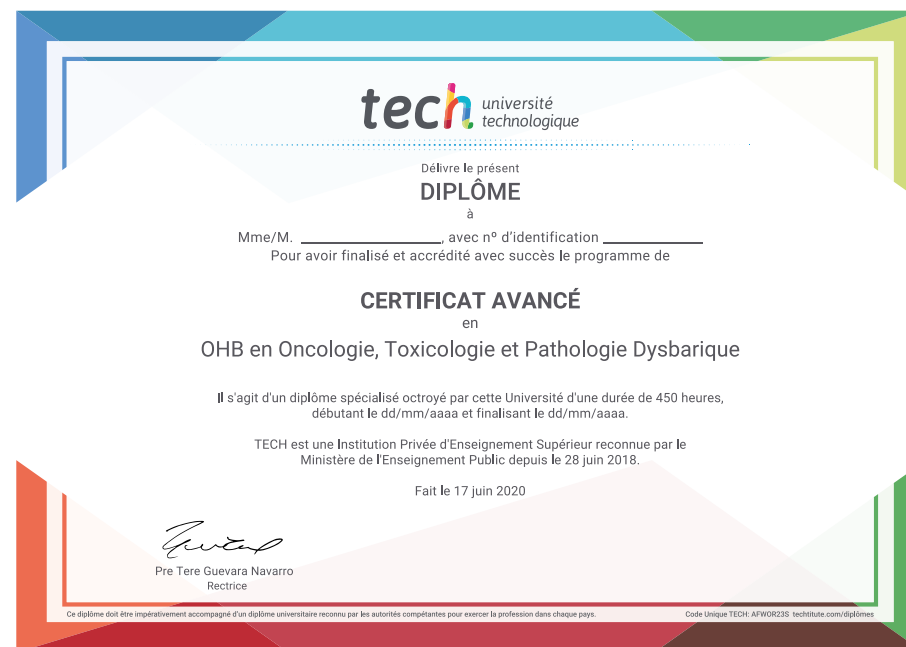 tech université
technologique
Délivre le présent
DIPLÔME
à
Mme/M. ____________________, avec nº d'identification ______________
Pour avoir finalisé et accrédité avec succès le programme de
CERTIFICAT AVANCÉ
en
OHB en Oncologie, Toxicologie et Pathologie Dysbarique
Il s'agit d'un diplôme spécialisé octroyé par cette Université d'une durée de 450 heures,
débutant le dd/mm/aaaa et finalisant le dd/mm/aaaa.
TECH est une Institution Privée d'Enseignement Supérieur reconnue par le
Ministère de l'Enseignement Public depuis le 28 juin 2018.
Fait le 17 juin 2020
Pre Tere Guevara Navarro
Rectrice
Ce diplôme doit être impérativement accompagné d'un diplôme universitaire reconnu par les autorités compétantes pour exercer la profession dans chaque pays.
Code Unique TECH: AFWOR23S techtitute.com/diplômes